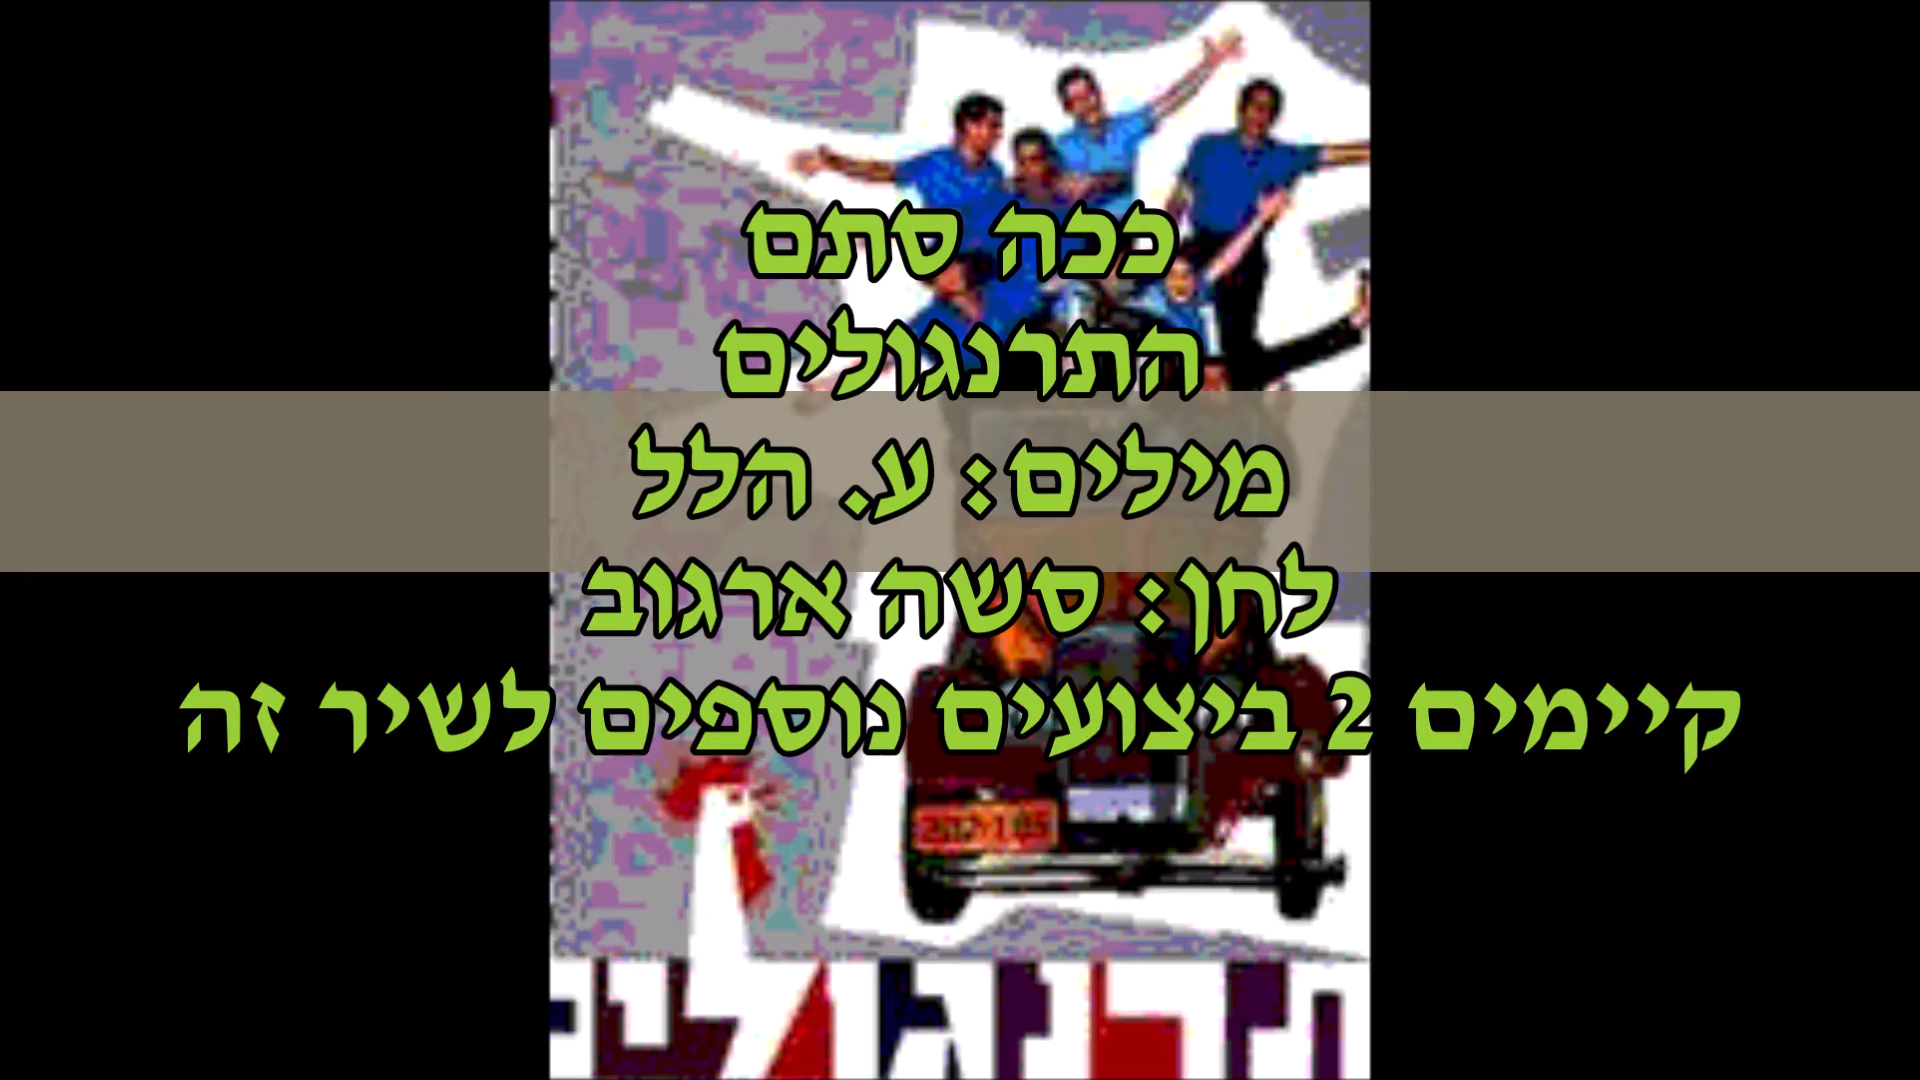 ככה סתם
התרנגולים
מילים: ע. הלל
לחן: סשה ארגוב
קיימים 2 ביצועים נוספים לשיר זה